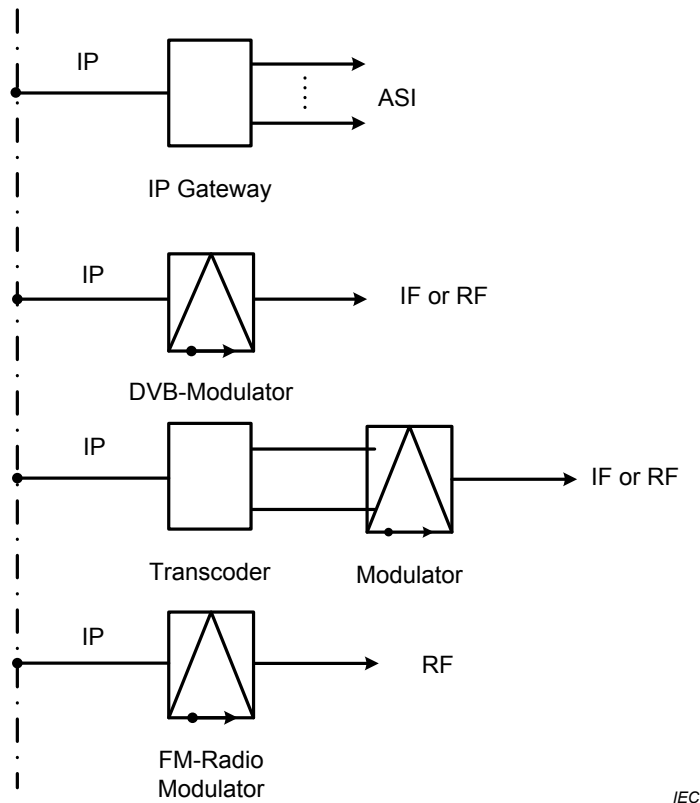 IP
ASI
IP Gateway
IP
IF or RF
DVB-Modulator
IP
IF or RF
Transcoder
Modulator
IP
RF
FM-Radio
Modulator
IEC